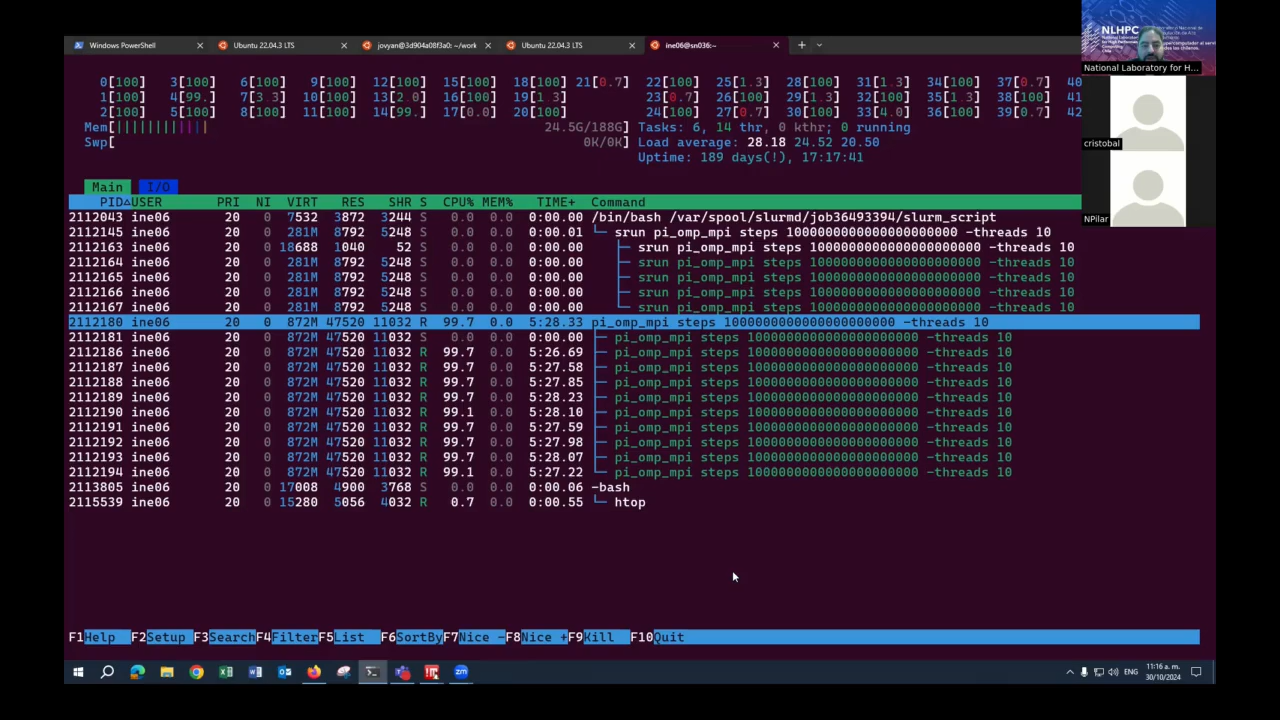 Windows PowerShell Ubuntu 22.04.3 LTS jovyan@3d904a08f3a0: ~/work Ubuntu 22.04.3 LTS ine06@sn036:~
NLHPC
National Laboratory for H...
0[100] 3[100] 6[100] 9[100] 12[100] 15[100] 18[100] 21[0.7] 22[100] 25[1.3] 28[100] 31[1.3] 34[100] 37[0.7] 40
1[100] 4[99.] 7[3.3] 10[100] 13[2.0] 16[100] 19[1.3] 23[0.7] 26[100] 29[1.3] 32[100] 35[100] 38[100] 41
2[100] 5[100] 8[100] 11[100] 14[99.] 17[0.0] 20[100] 24[100] 27[100] 30[100] 33[4.0] 36[100] 39[0.7] 42
Mem[||||||||||||| 24.5G/188G] Tasks: 6, 14 thr, 0 kthr; 0 running
Swp[ 0K/0K] Load average: 28.18 24.52 20.50
Uptime: 189 days(!), 17:17:41
cristobal
NPilar
Main I/O
PID△USER PRI NI VIRT RES SHR S CPU% MEM% TIME+ Command
2112043 ine06 20 0 7532 3872 3244 S 0.0 0.0 0:00.00 /bin/bash /var/spool/slurmd/job36493394/slurm_script
2112145 ine06 20 0 281M 8792 5248 S 0.0 0.0 0:00.01 └─ srun pi_omp_mpi steps 1000000000000000000000 -threads 10
2112163 ine06 20 0 18688 1040 52 S 0.0 0.0 0:00.00 ├─ srun pi_omp_mpi steps 1000000000000000000000 -threads 10
2112164 ine06 20 0 281M 8792 5248 S 0.0 0.0 0:00.00 ├─ srun pi_omp_mpi steps 1000000000000000000000 -threads 10
2112165 ine06 20 0 281M 8792 5248 S 0.0 0.0 0:00.00 ├─ srun pi_omp_mpi steps 1000000000000000000000 -threads 10
2112166 ine06 20 0 281M 8792 5248 S 0.0 0.0 0:00.00 ├─ srun pi_omp_mpi steps 1000000000000000000000 -threads 10
2112167 ine06 20 0 281M 8792 5248 S 0.0 0.0 0:00.00 └─ srun pi_omp_mpi steps 1000000000000000000000 -threads 10
2112180 ine06 20 0 872M 47520 11032 R 99.7 0.0 5:28.33 pi_omp_mpi steps 1000000000000000000000 -threads 10
2112181 ine06 20 0 872M 47520 11032 S 0.0 0.0 0:00.00 ├─ pi_omp_mpi steps 1000000000000000000000 -threads 10
2112186 ine06 20 0 872M 47520 11032 R 99.7 0.0 5:26.69 ├─ pi_omp_mpi steps 1000000000000000000000 -threads 10
2112187 ine06 20 0 872M 47520 11032 R 99.7 0.0 5:27.58 ├─ pi_omp_mpi steps 1000000000000000000000 -threads 10
2112188 ine06 20 0 872M 47520 11032 R 99.7 0.0 5:27.85 ├─ pi_omp_mpi steps 1000000000000000000000 -threads 10
2112189 ine06 20 0 872M 47520 11032 R 99.7 0.0 5:28.23 ├─ pi_omp_mpi steps 1000000000000000000000 -threads 10
2112190 ine06 20 0 872M 47520 11032 R 99.1 0.0 5:28.10 ├─ pi_omp_mpi steps 1000000000000000000000 -threads 10
2112191 ine06 20 0 872M 47520 11032 R 99.7 0.0 5:27.59 ├─ pi_omp_mpi steps 1000000000000000000000 -threads 10
2112192 ine06 20 0 872M 47520 11032 R 99.7 0.0 5:27.98 ├─ pi_omp_mpi steps 1000000000000000000000 -threads 10
2112193 ine06 20 0 872M 47520 11032 R 99.7 0.0 5:28.07 ├─ pi_omp_mpi steps 1000000000000000000000 -threads 10
2112194 ine06 20 0 872M 47520 11032 R 99.1 0.0 5:27.22 └─ pi_omp_mpi steps 1000000000000000000000 -threads 10
2113805 ine06 20 0 17008 4900 3768 S 0.0 0.0 0:00.06 -bash
2115539 ine06 20 0 15280 5056 4032 R 0.7 0.0 0:00.55 └─ htop
F1Help F2Setup F3SearchF4FilterF5List F6SortByF7Nice -F8Nice +F9Kill F10Quit
ENG 11:16 a.m.
30/10/2024